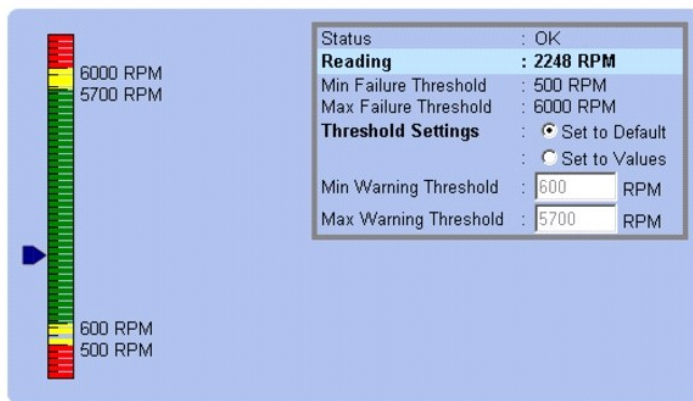 6000 RPM
5700 RPM
600 RPM
500 RPM
Status : OK
Reading : 2248 RPM
Min Failure Threshold : 500 RPM
Max Failure Threshold : 6000 RPM
Threshold Settings : Set to Default
: Set to Values
Min Warning Threshold : 600 RPM
Max Warning Threshold : 5700 RPM